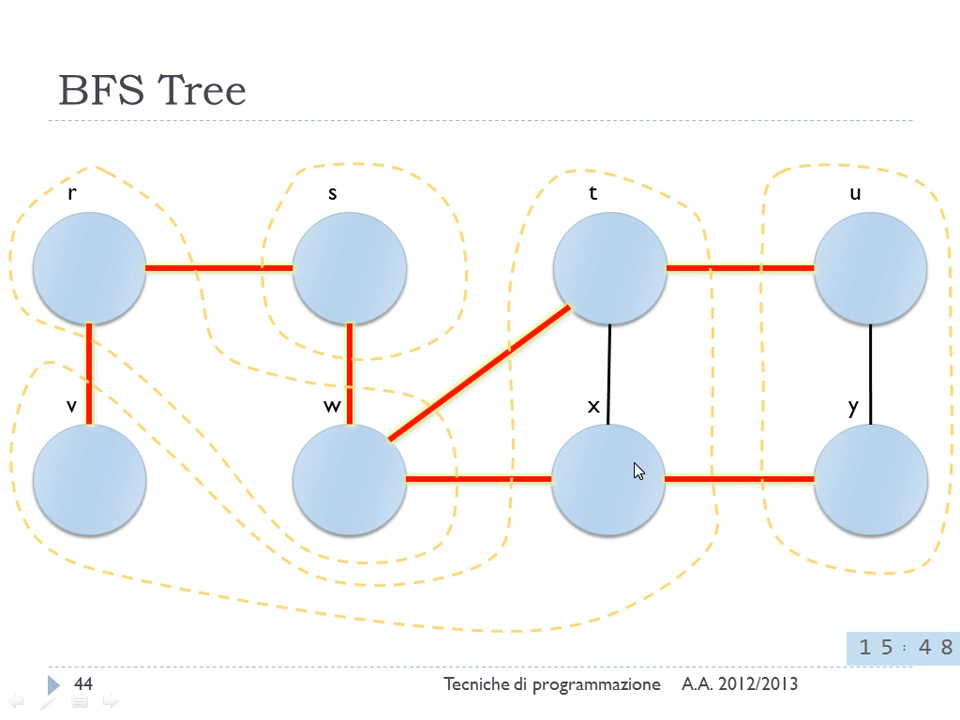 BFS Tree
r s t u
v w x y
15:48
44 Tecniche di programmazione A.A. 2012/2013